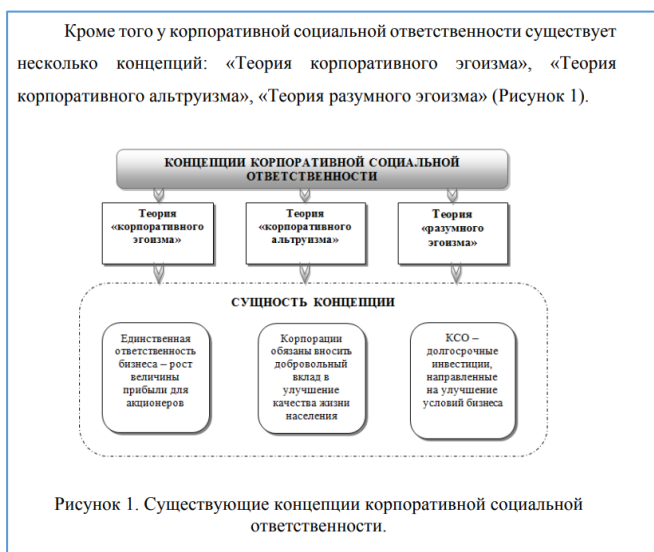 Кроме того у корпоративной социальной ответственности существует
несколько концепций: «Теория корпоративного эгоизма», «Теория
корпоративного альтруизма», «Теория разумного эгоизма» (Рисунок 1).
КОНЦЕПЦИИ КОРПОРАТИВНОЙ СОЦИАЛЬНОЙ
ОТВЕТСТВЕННОСТИ
Теория
«корпоративного
эгоизма»
Теория
«корпоративного
альтруизма»
Теория
«разумного
эгоизма»
СУЩНОСТЬ КОНЦЕПЦИИ
Единственная
ответственность
бизнеса – рост
величины
прибыли для
акционеров
Корпорации
обязаны вносить
добровольный
вклад в
улучшение
качества жизни
населения
КСО –
долгосрочные
инвестиции,
направленные
на улучшение
условий бизнеса
Рисунок 1. Существующие концепции корпоративной социальной
ответственности.